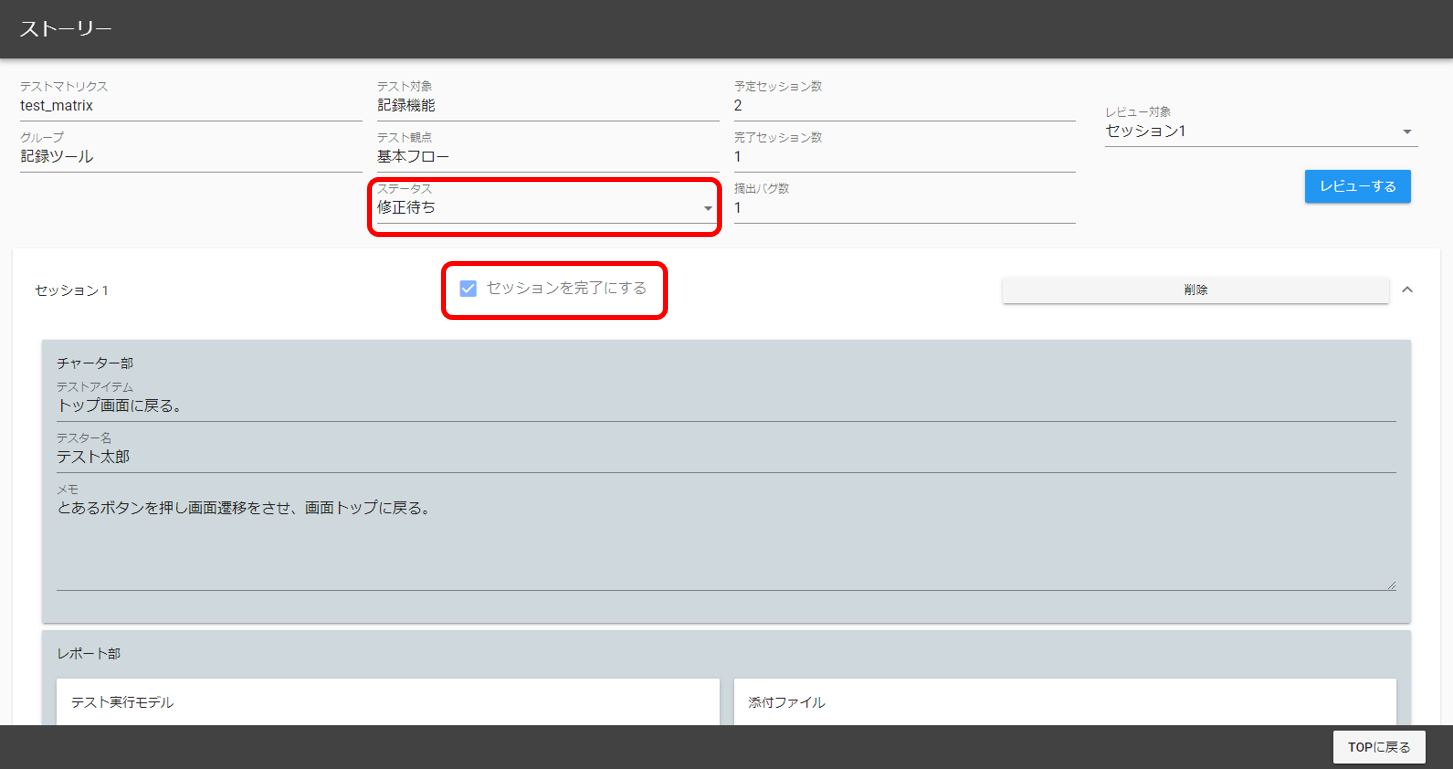 ストーリー
テストマトリクス
test_matrix
テスト対象
記録機能
予定セッション数
2
レビュー対象
セッション1
グループ
記録ツール
テスト観点
基本フロー
完了セッション数
1
ステータス
修正待ち
摘出バグ数
1
レビューする
セッション 1
セッションを完了にする
削除
チャーター部
テストアイテム
トップ画面に戻る。
テスター名
テスト太郎
メモ
とあるボタンを押し画面遷移をさせ、画面トップに戻る。
レポート部
テスト実行モデル
添付ファイル
TOPに戻る